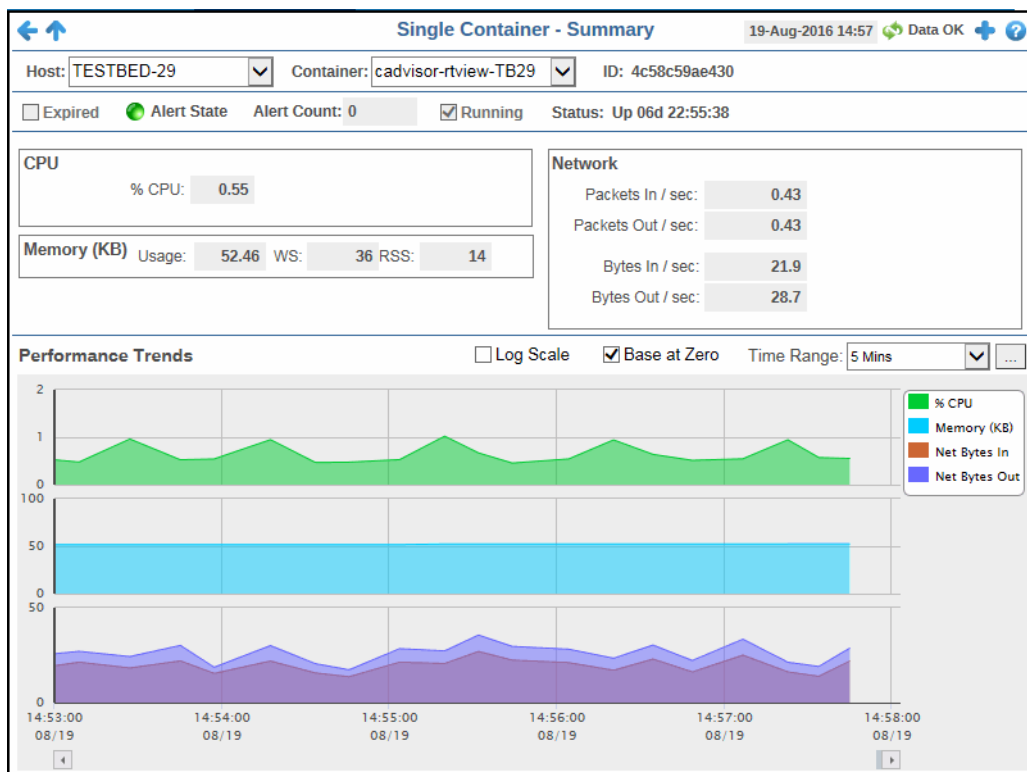 Single Container - Summary
19-Aug-2016 14:57
Data OK
Host: TESTBED-29
Container: cadvisor-rtview-TB29
ID: 4c58c59ae430
Expired
Alert State
Alert Count: 0
Running
Status: Up 06d 22:55:38
CPU
% CPU: 0.55
Memory (KB)
Usage: 52.46 WS: 36 RSS: 14
Network
Packets In / sec: 0.43
Packets Out / sec: 0.43
Bytes In / sec: 21.9
Bytes Out / sec: 28.7
Performance Trends
Log Scale
Base at Zero
Time Range: 5 Mins
...
2
1
0
100
50
0
50
0
% CPU
Memory (KB)
Net Bytes In
Net Bytes Out
14:53:00 14:54:00 14:55:00 14:56:00 14:57:00 14:58:00
08/19 08/19 08/19 08/19 08/19 08/19